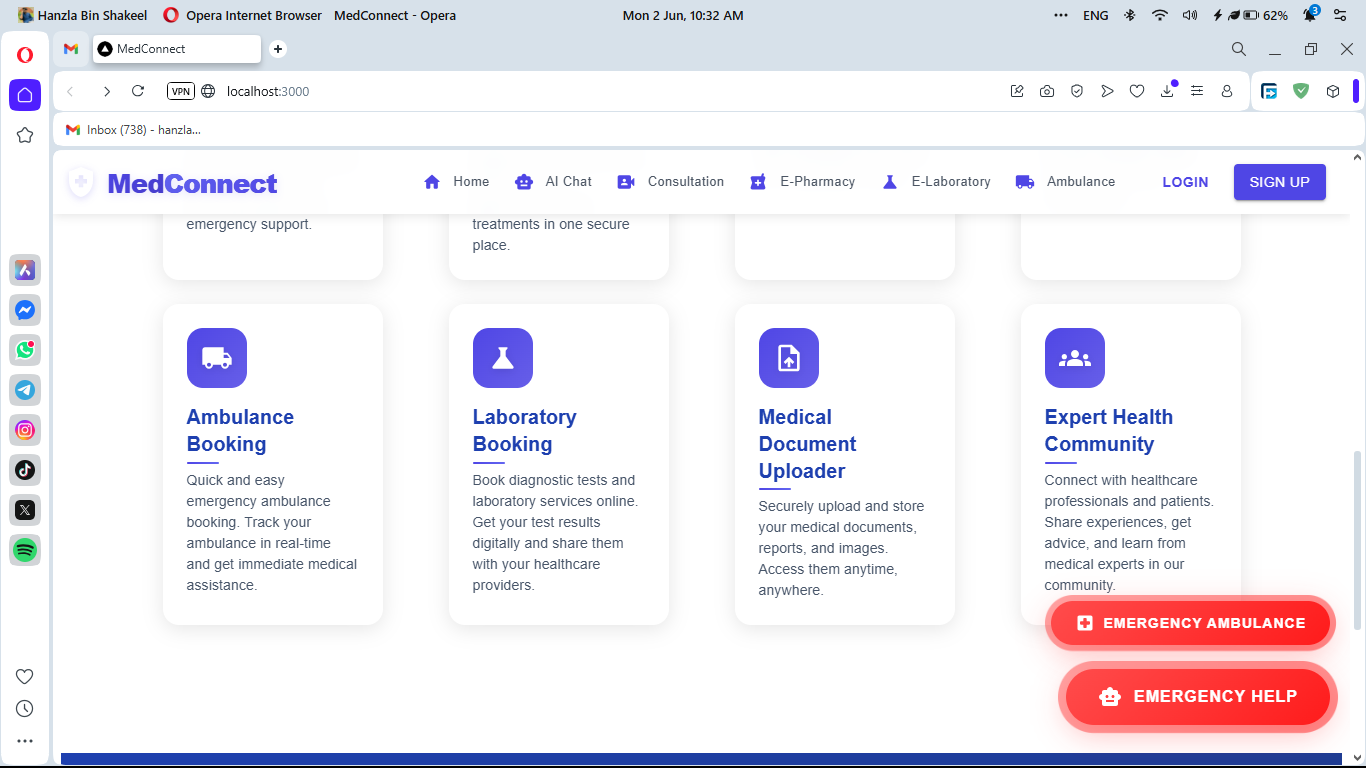 Hanzla Bin Shakeel
Opera Internet Browser
MedConnect - Opera
Mon 2 Jun, 10:32 AM
ENG
62%
3
MedConnect
VPN
localhost:3000
Inbox (738) - hanzla...
MedConnect
Home
AI Chat
Consultation
E-Pharmacy
E-Laboratory
Ambulance
LOGIN
SIGN UP
emergency support.
treatments in one secure
place.
Ambulance
Booking
Quick and easy
emergency ambulance
booking. Track your
ambulance in real-time
and get immediate medical
assistance.
Laboratory
Booking
Book diagnostic tests and
laboratory services online.
Get your test results
digitally and share them
with your healthcare
providers.
Medical
Document
Uploader
Securely upload and store
your medical documents,
reports, and images.
Access them anytime,
anywhere.
Expert Health
Community
Connect with healthcare
professionals and patients.
Share experiences, get
advice, and learn from
medical experts in our
community.
EMERGENCY AMBULANCE
EMERGENCY HELP